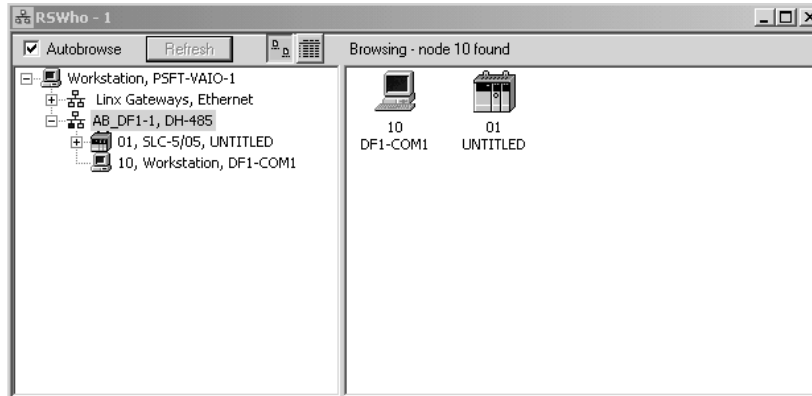 RSWho - 1
Autobrowse
Refresh
Browsing - node 10 found
Workstation, PSFT-VAIO-1
Linx Gateways, Ethernet
AB_DF1-1, DH-485
01, SLC-5/05, UNTITLED
10, Workstation, DF1-COM1
10
DF1-COM1
01
UNTITLED